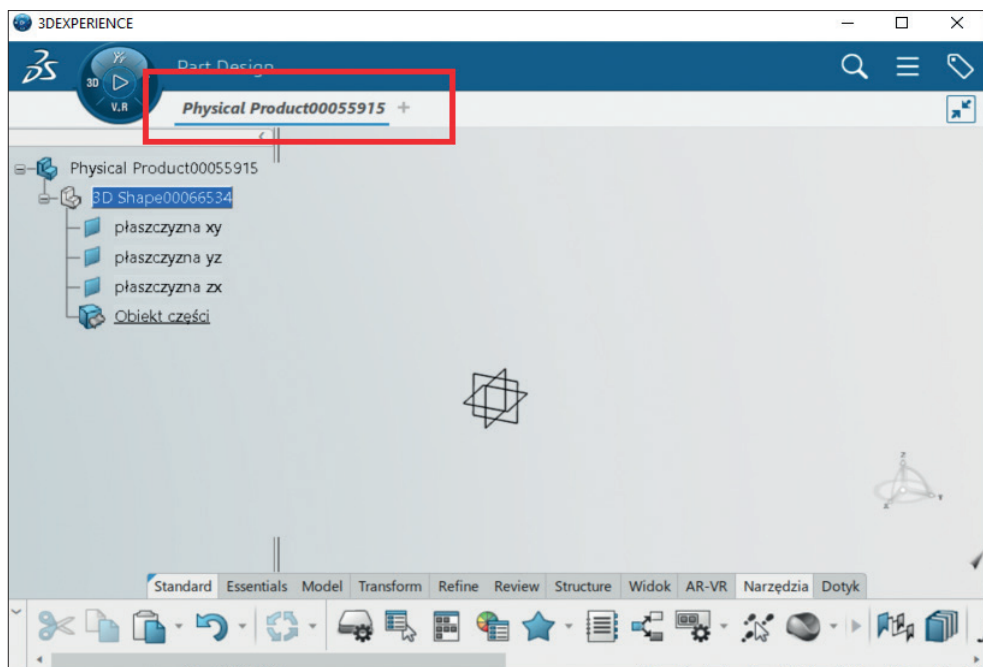 3DEXPERIENCE
3DS
3D
V.R
Part Design
Physical Product00055915 +
Physical Product00055915
3D Shape00066534
płaszczyzna xy
płaszczyzna yz
płaszczyzna zx
Obiekt części
z
x
Y
Standard Essentials Model Transform Refine Review Structure Widok AR-VR Narzędzia Dotyk